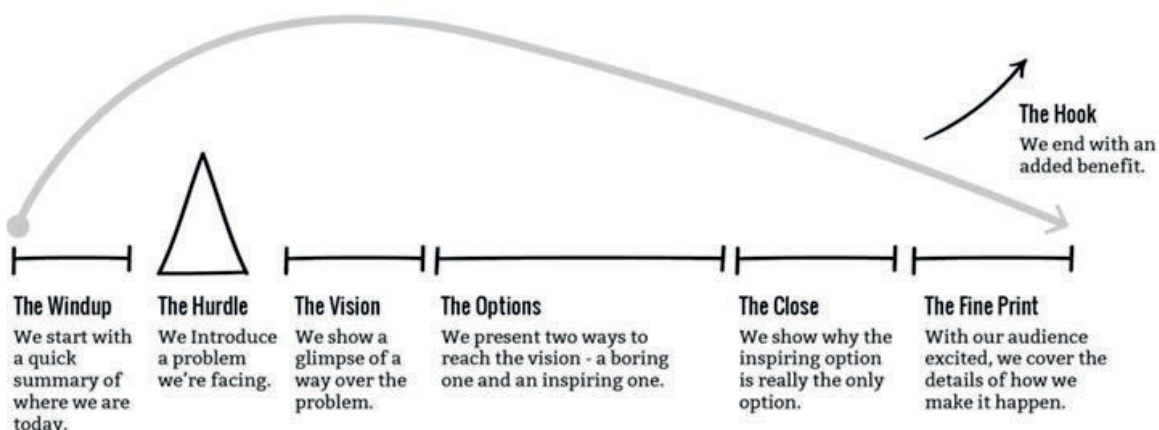 The Hook
We end with an
added benefit.
The Windup
We start with
a quick
summary of
where we are
today.
The Hurdle
We Introduce
a problem
we're facing.
The Vision
We show a
glimpse of a
way over the
problem.
The Options
We present two ways to
reach the vision - a boring
one and an inspiring one.
The Close
We show why the
inspiring option
is really the only
option.
The Fine Print
With our audience
excited, we cover the
details of how we
make it happen.